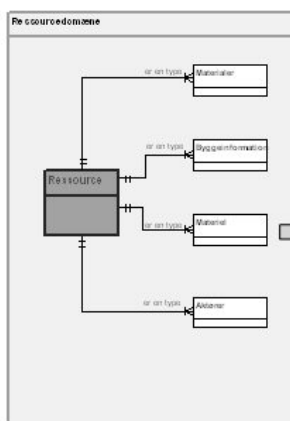 Ressourcedomæne
er en type
Materialer
er en type
Byggeinformation
Ressource
er en type
Materiel
er en type
Aktører